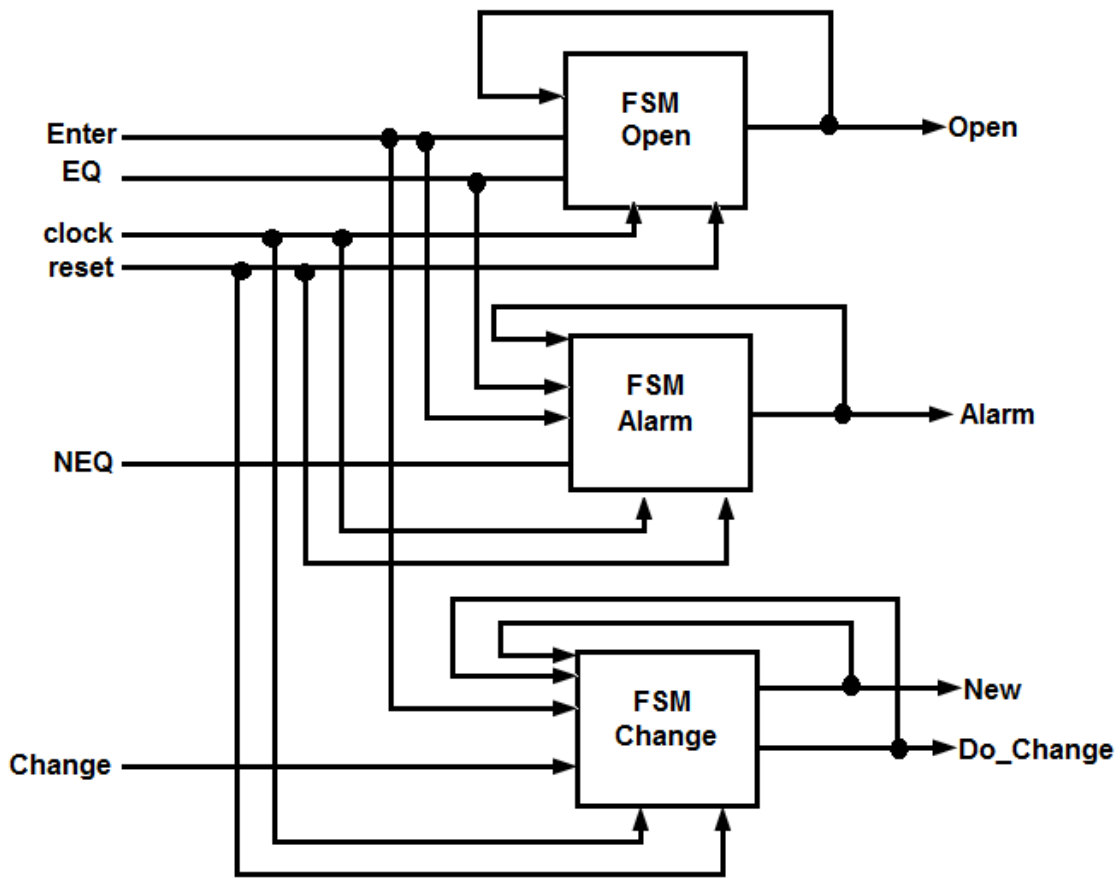 FSM
Open
Enter
Open
EQ
clock
reset
FSM
Alarm
Alarm
NEQ
FSM
Change
New
Do_Change
Change